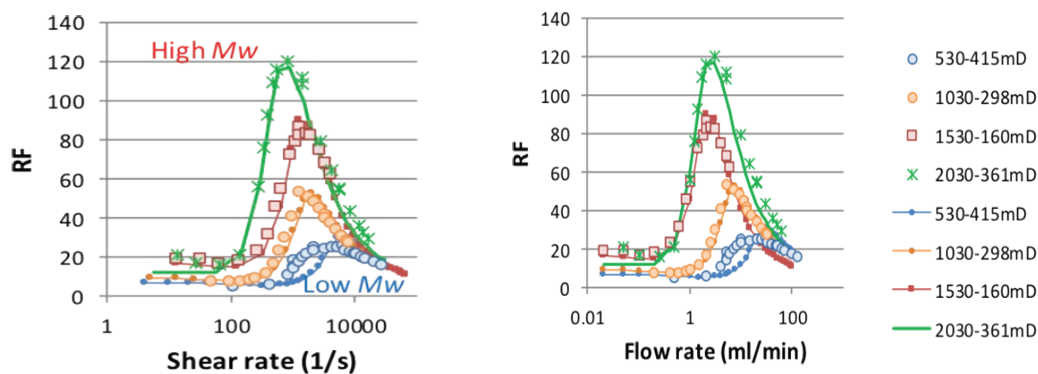 RF
140
120
100
80
60
40
20
0
High Mw
Low Mw
1 100 10000
Shear rate (1/s)
RF
140
120
100
80
60
40
20
0
0.01 1 100
Flow rate (ml/min)
530-415mD
1030-298mD
1530-160mD
2030-361mD
530-415mD
1030-298mD
1530-160mD
2030-361mD